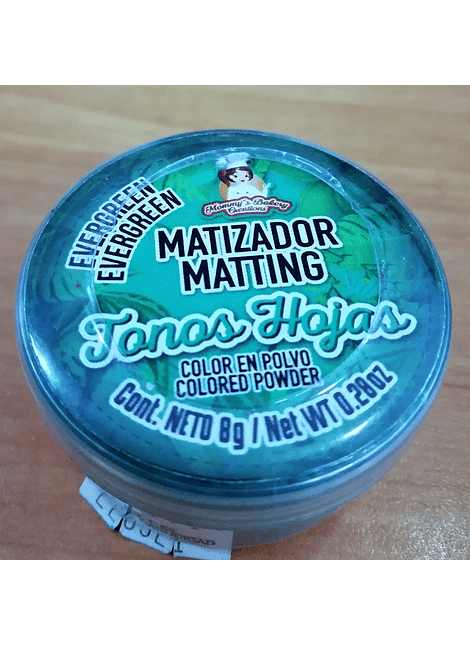 Mommy's Bakery
Creations
EVERGREEN
EVERGREEN
MATIZADOR
MATTING
Tonos Hojas
COLOR EN POLVO
COLORED POWDER
Cont. NETO 8g / Net WT 0.28oz